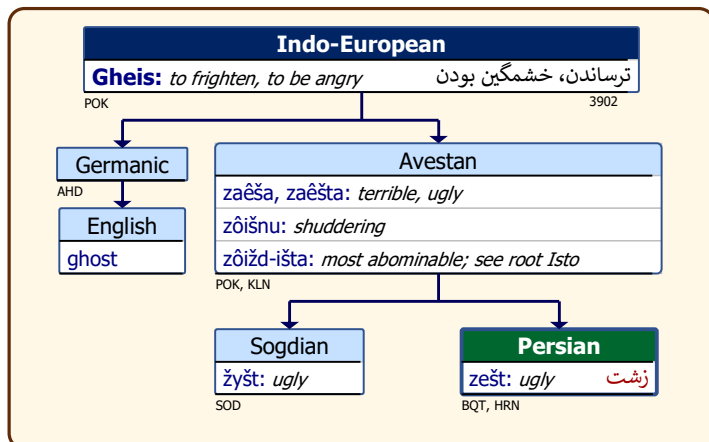 Indo-European
Gheis: to frighten, to be angry ترساندن، خشمگین بودن
POK 3902
Germanic
AHD
English
ghost
Avestan
zaêša, zaêšta: terrible, ugly
zôišnu: shuddering
zôižd-išta: most abominable; see root Isto
POK, KLN
Sogdian
žyšt: ugly
SOD
Persian
zešt: ugly زشت
BQT, HRN